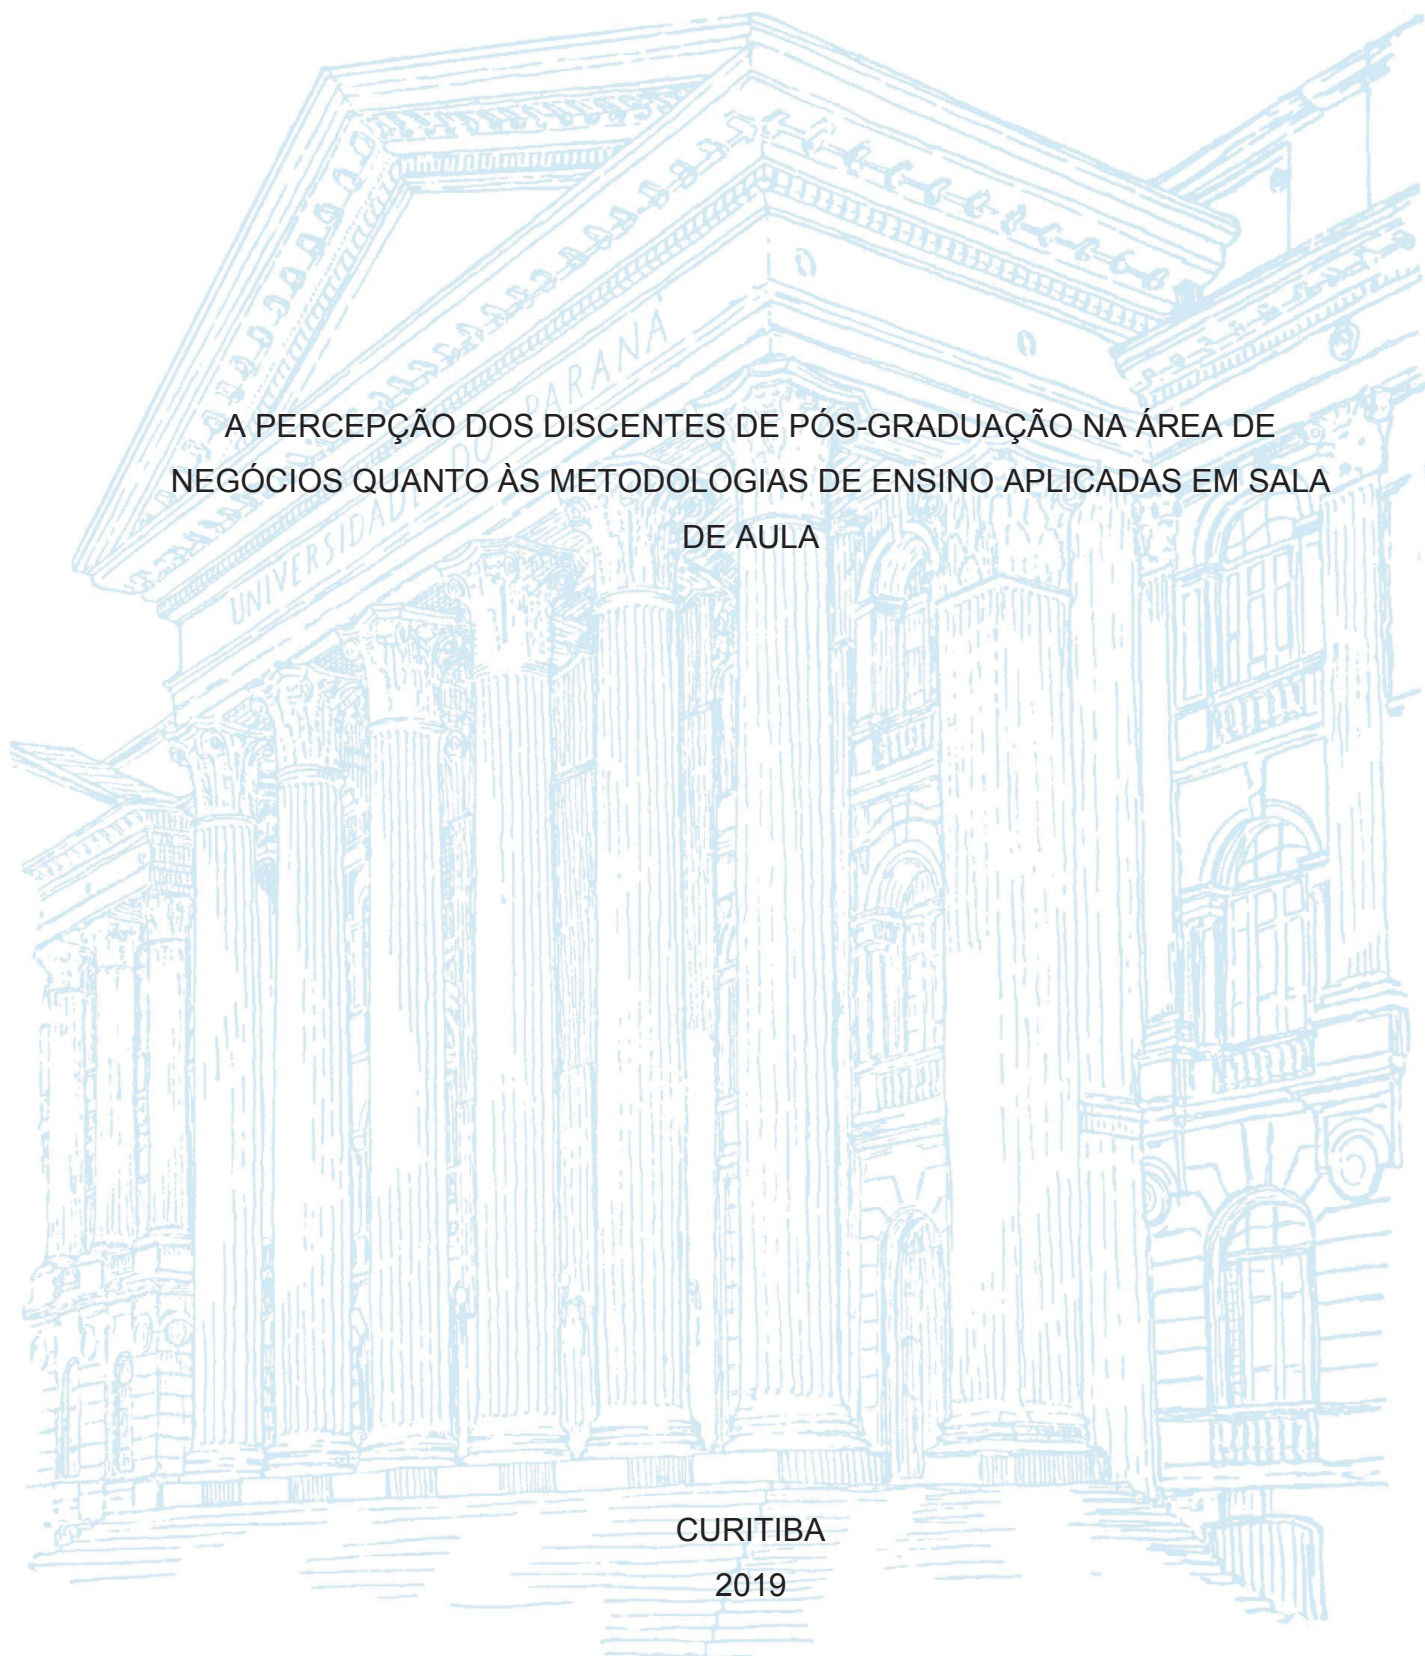 UNIVERSIDADE DO PARANÁ
A PERCEPÇÃO DOS DISCENTES DE PÓS-GRADUAÇÃO NA ÁREA DE
NEGÓCIOS QUANTO ÀS METODOLOGIAS DE ENSINO APLICADAS EM SALA
DE AULA
CURITIBA
2019